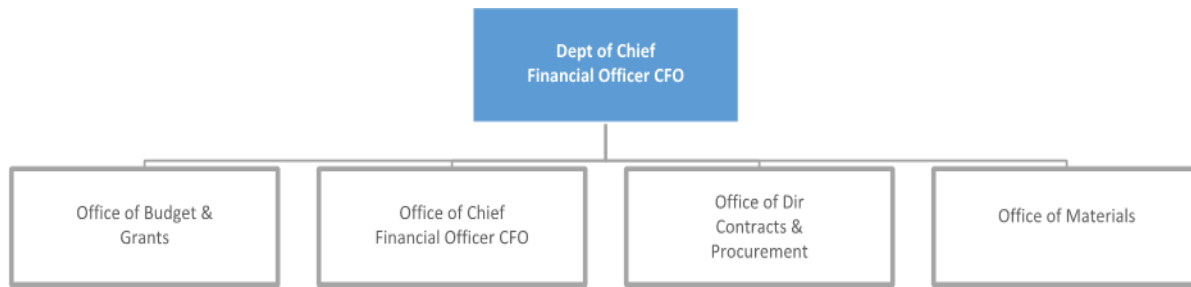 Dept of Chief
Financial Officer CFO
Office of Budget &
Grants
Office of Chief
Financial Officer CFO
Office of Dir
Contracts &
Procurement
Office of Materials